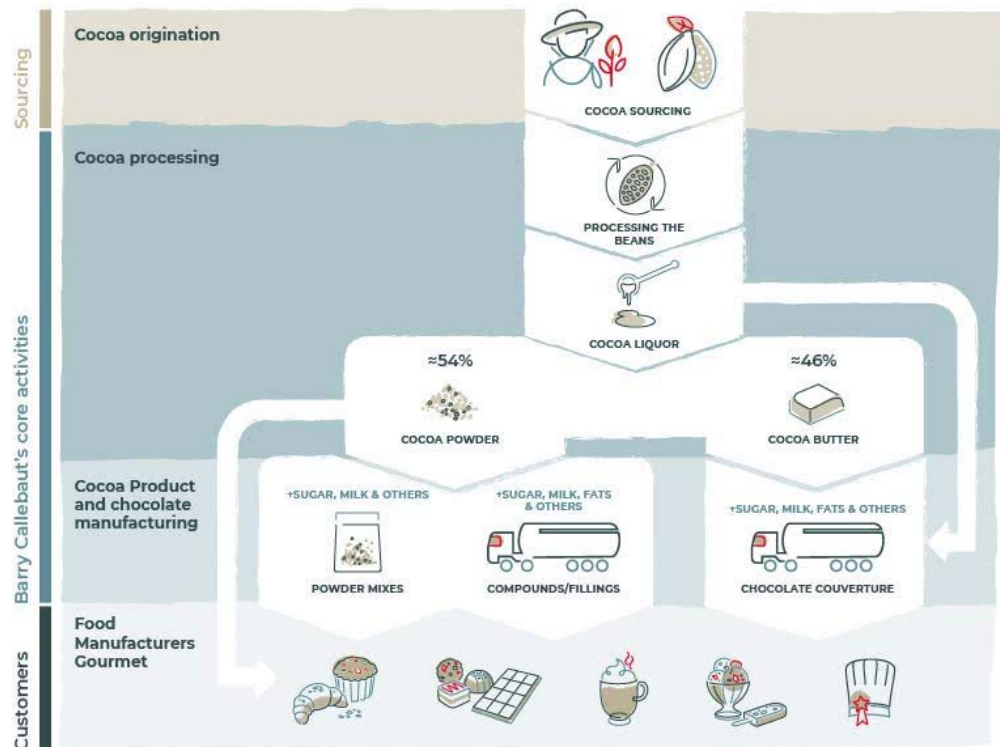 Sourcing
Cocoa origination
COCOA SOURCING
Barry Callebaut's core activities
Cocoa processing
PROCESSING THE
BEANS
COCOA LIQUOR
≈54%
COCOA POWDER
≈46%
COCOA BUTTER
Cocoa Product
and chocolate
manufacturing
+SUGAR, MILK & OTHERS
POWDER MIXES
+SUGAR, MILK, FATS
& OTHERS
COMPOUNDS/FILLINGS
+SUGAR, MILK, FATS & OTHERS
CHOCOLATE COUVERTURE
Customers
Food
Manufacturers
Gourmet